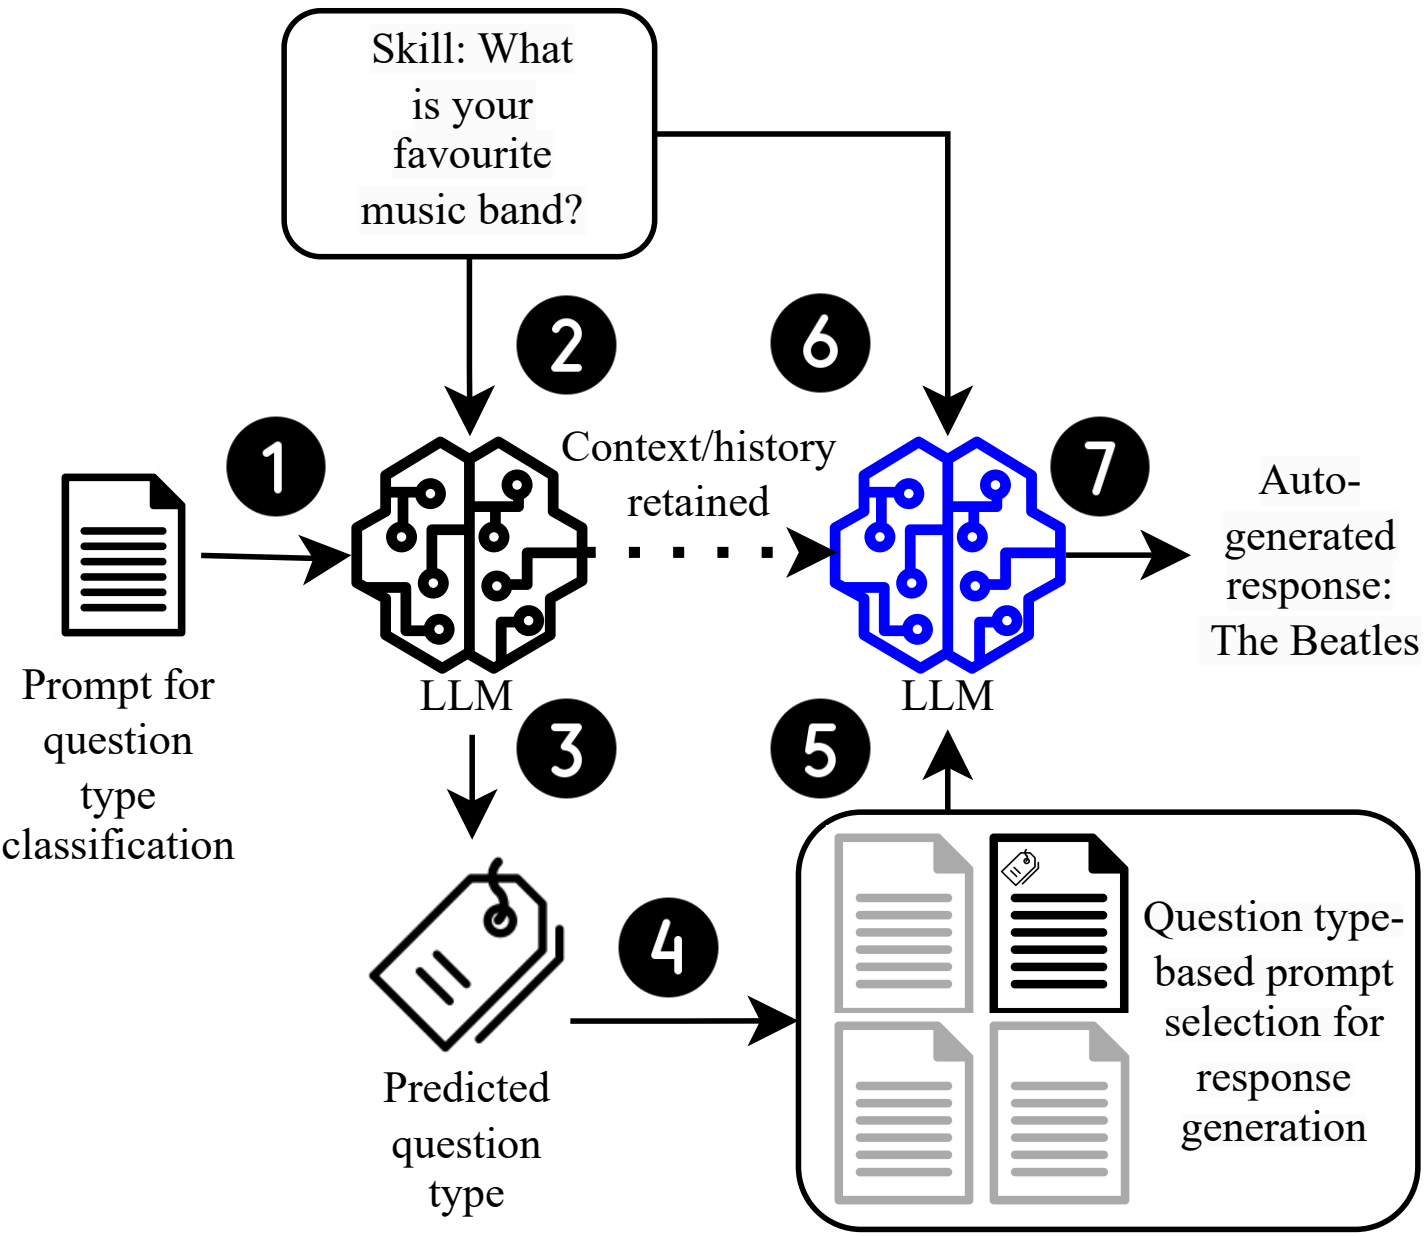 Skill: What
is your
favourite
music band?
2
6
1
7
Context/history
retained
Auto-
generated
response:
The Beatles
Prompt for
question
type
classification
LLM
LLM
3
5
4
Predicted
question
type
Question type-
based prompt
selection for
response
generation